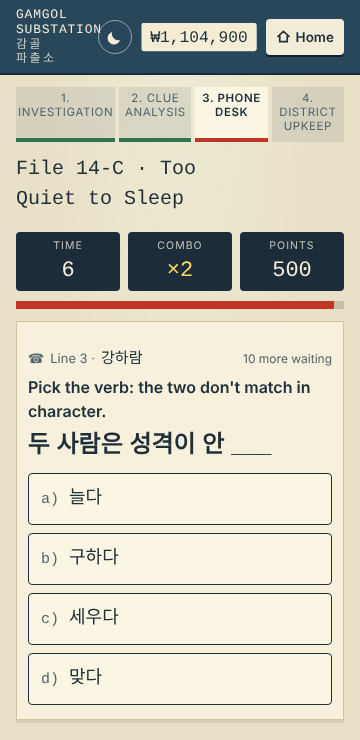 GAMGOL
SUBSTATION
감골
파출소
₩1,104,900
Home
1.
INVESTIGATION
2. CLUE
ANALYSIS
3. PHONE
DESK
4.
DISTRICT
UPKEEP
File 14-C · Too
Quiet to Sleep
TIME
6
COMBO
×2
POINTS
500
☎ Line 3 · 강하람
10 more waiting
Pick the verb: the two don't match in
character.
두 사람은 성격이 안 ___
a) 늘다
b) 구하다
c) 세우다
d) 맞다